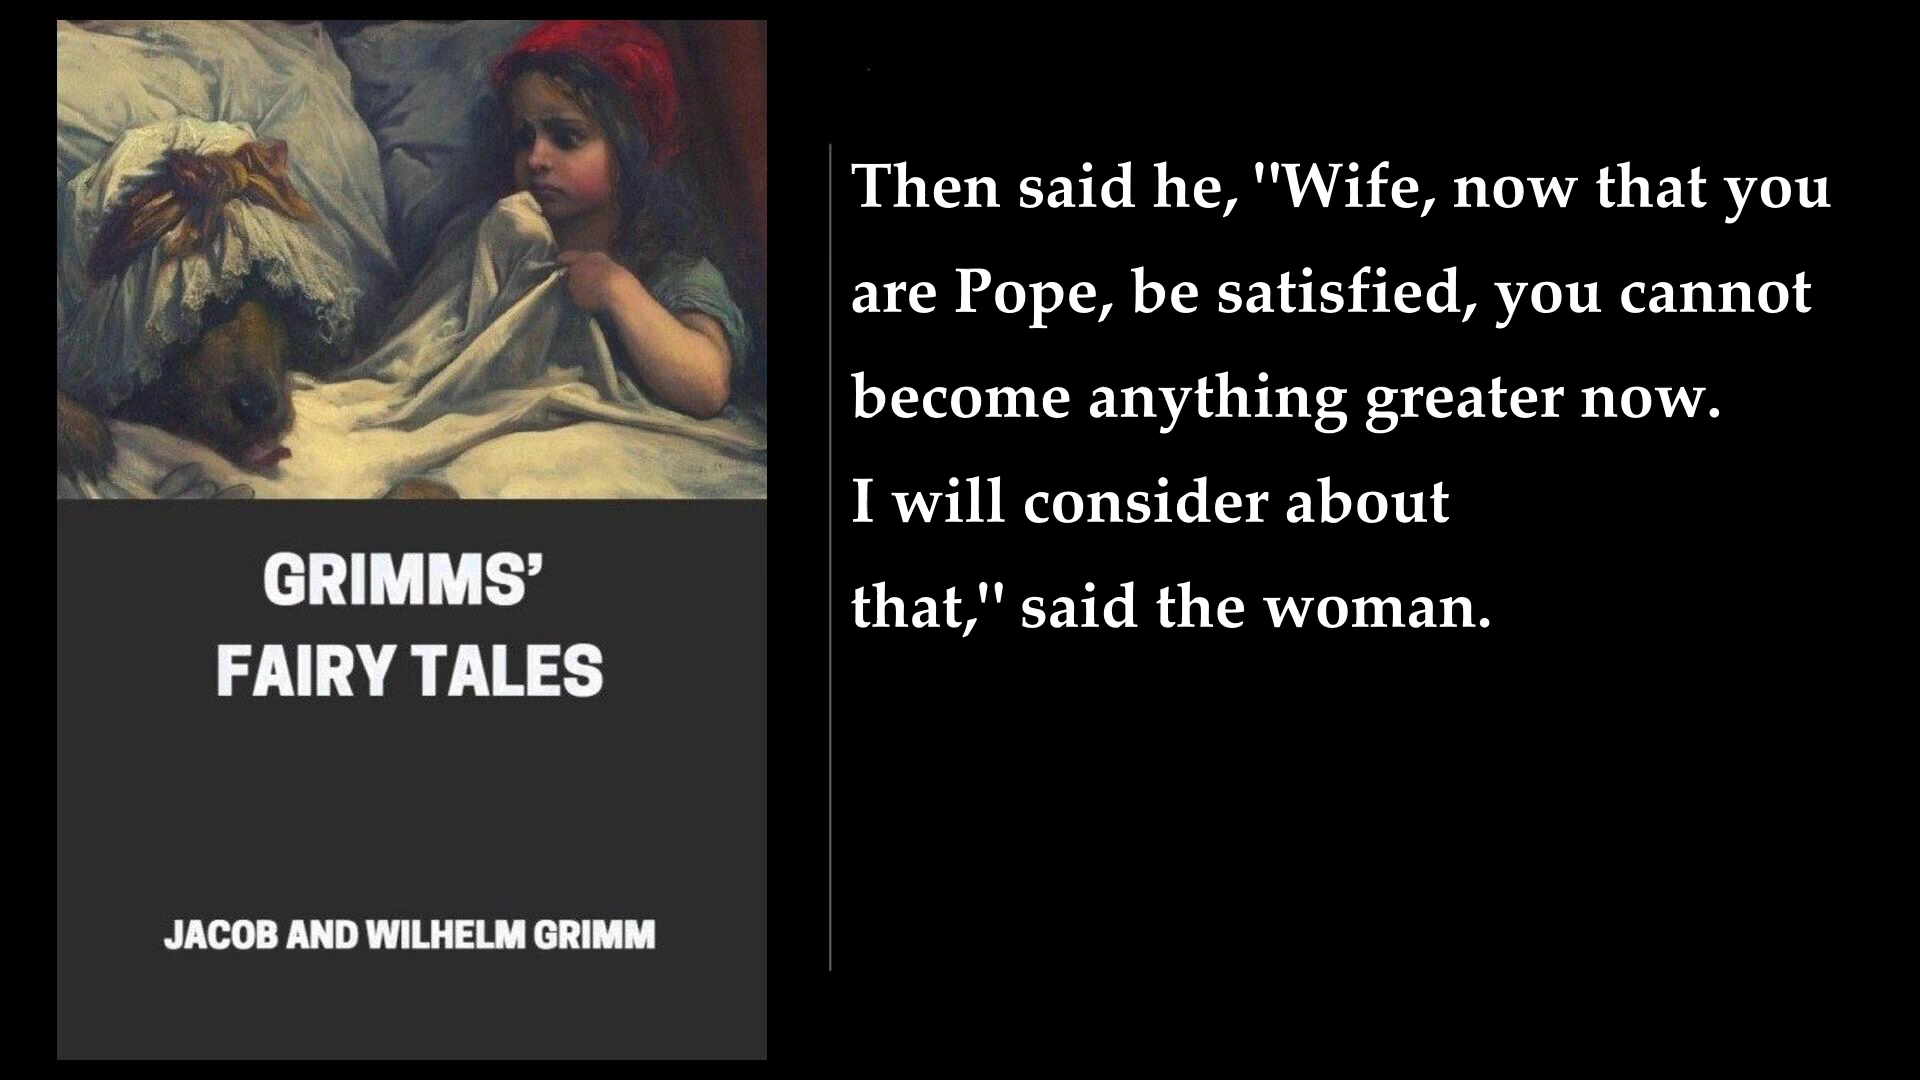 GRIMMS’
FAIRY TALES
JACOB AND WILHELM GRIMM
Then said he, "Wife, now that you
are Pope, be satisfied, you cannot
become anything greater now.
I will consider about
that," said the woman.